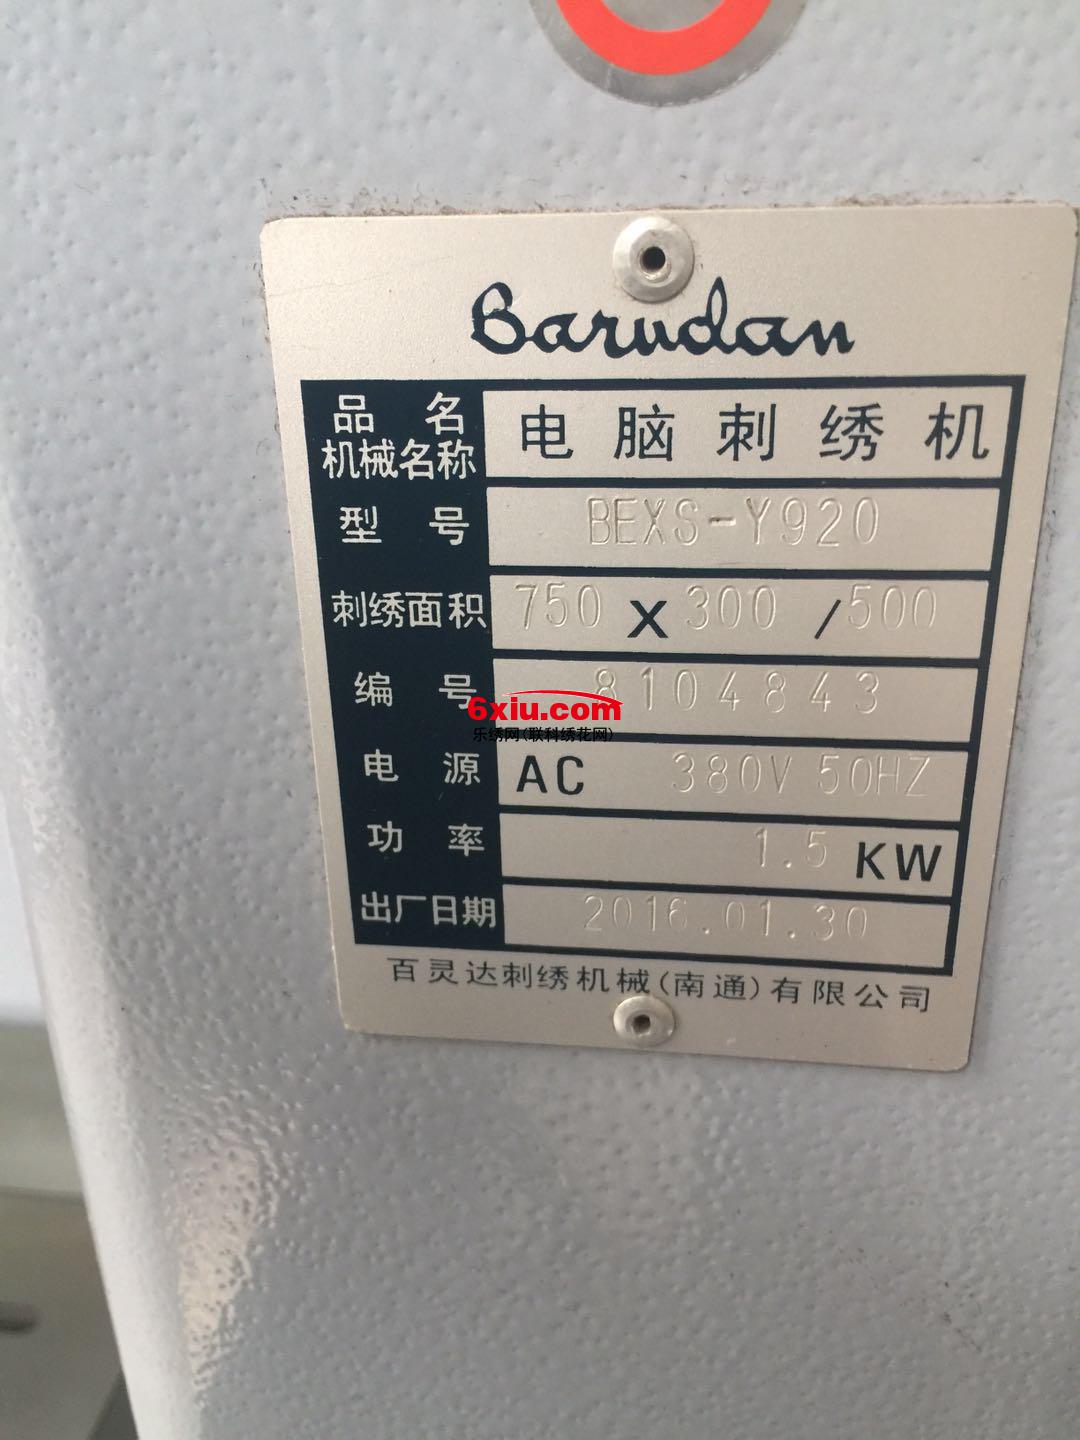 Barudan
品名 电脑刺绣机
机械名称
型号 BEXS-Y920
刺绣面积 750 X 300 /500
编号 8104843
6xiu.com
乐绣网(联科绣花网)
电源 AC 380V 50HZ
功率 1.5 KW
出厂日期 2016.01.30
百灵达刺绣机械(南通)有限公司